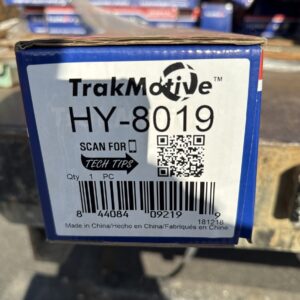 TrakMotive™
HY-8019
SCAN FOR
TECH TIPS
Qty 1 PC
8 44084 09219 9
181218
Made in China/Hecho en China/Fabriqués en Chine